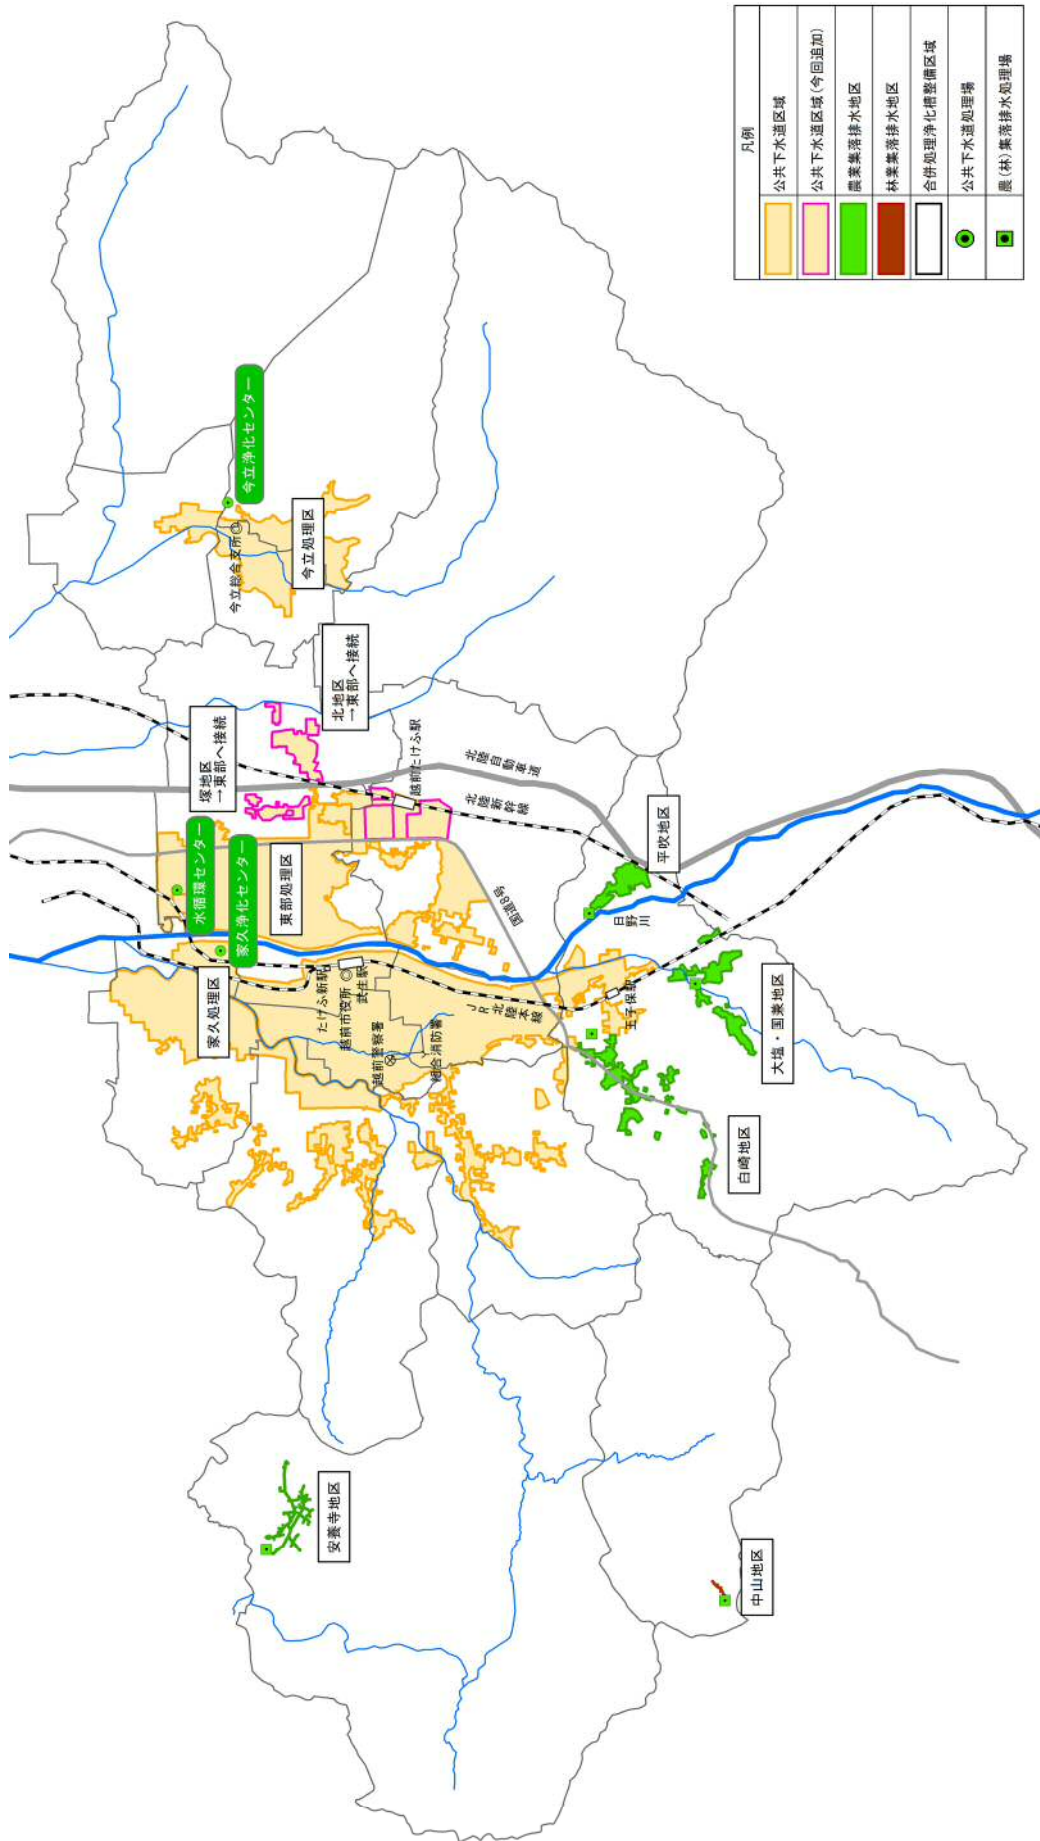 凡例
公共下水道区域
公共下水道区域(今回追加)
農業集落排水地区
林業集落排水地区
合併処理浄化槽整備区域
公共下水道処理場
農(林)集落排水処理場
今立浄化センター
今立総合支所
今立処理区
北地区
→東部へ接続
塚地区
→東部へ接続
水循環センター
家久浄化センター
東部処理区
家久処理区
越前たけふ駅
北陸自動車道
北陸新幹線
国道8号
平吹地区
日野川
たけふ新駅
越前市役所
武生駅
越前警察署
組合消防署
JR北陸本線
王子保駅
大塩・国兼地区
白崎地区
安養寺地区
中山地区